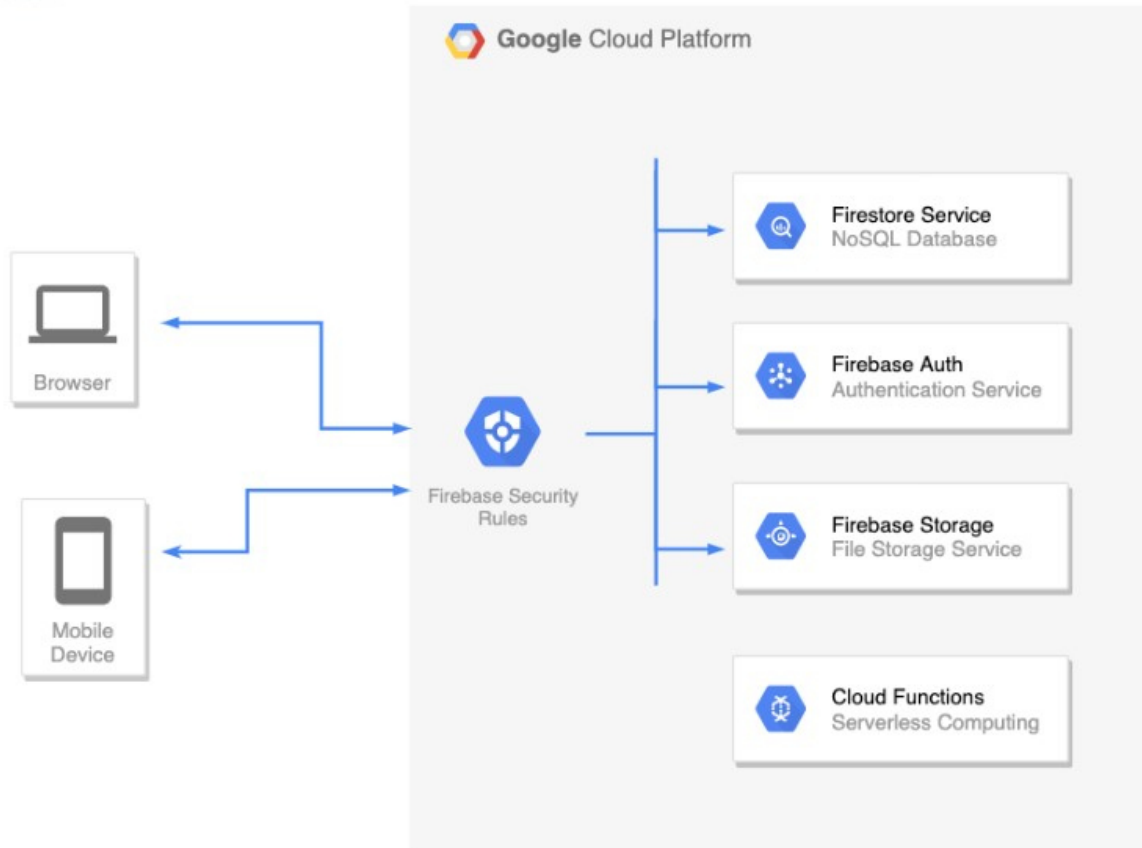 Google Cloud Platform
Firestore Service
NoSQL Database
Browser
Firebase Auth
Authentication Service
Firebase Security
Rules
Firebase Storage
File Storage Service
Mobile
Device
Cloud Functions
Serverless Computing